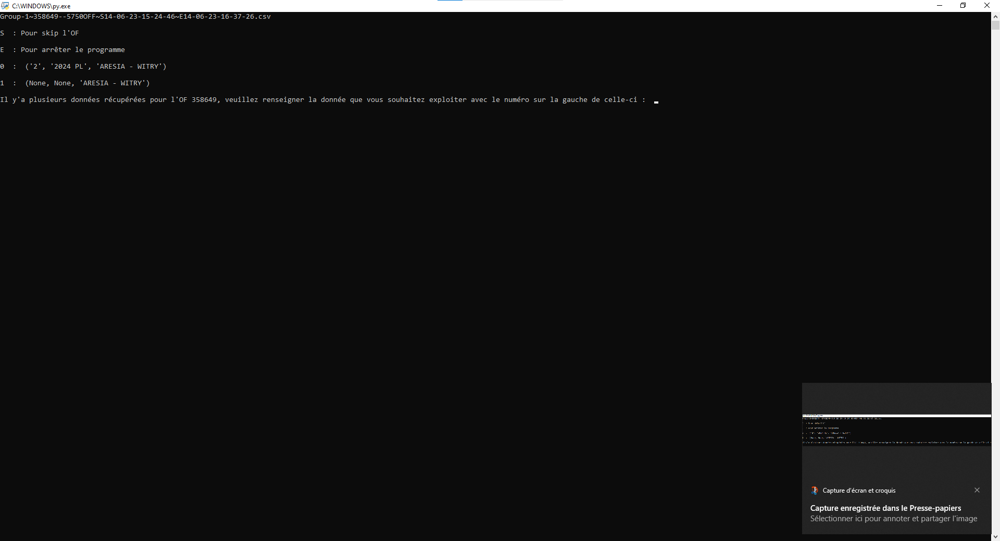 C:\WINDOWS\py.exe
Group-1~358649--5750OFF~S14-06-23-15-24-46~E14-06-23-16-37-26.csv
S  : Pour skip l'OF
E  : Pour arrêter le programme
0  :  ('2', '2024 PL', 'ARESIA - WITRY')
1  :  (None, None, 'ARESIA - WITRY')
Il y'a plusieurs données récupérées pour l'OF 358649, veuillez renseigner la donnée que vous souhaitez exploiter avec le numéro sur la gauche de celle-ci :
Capture d'écran et croquis
Capture enregistrée dans le Presse-papiers
Sélectionner ici pour annoter et partager l'image